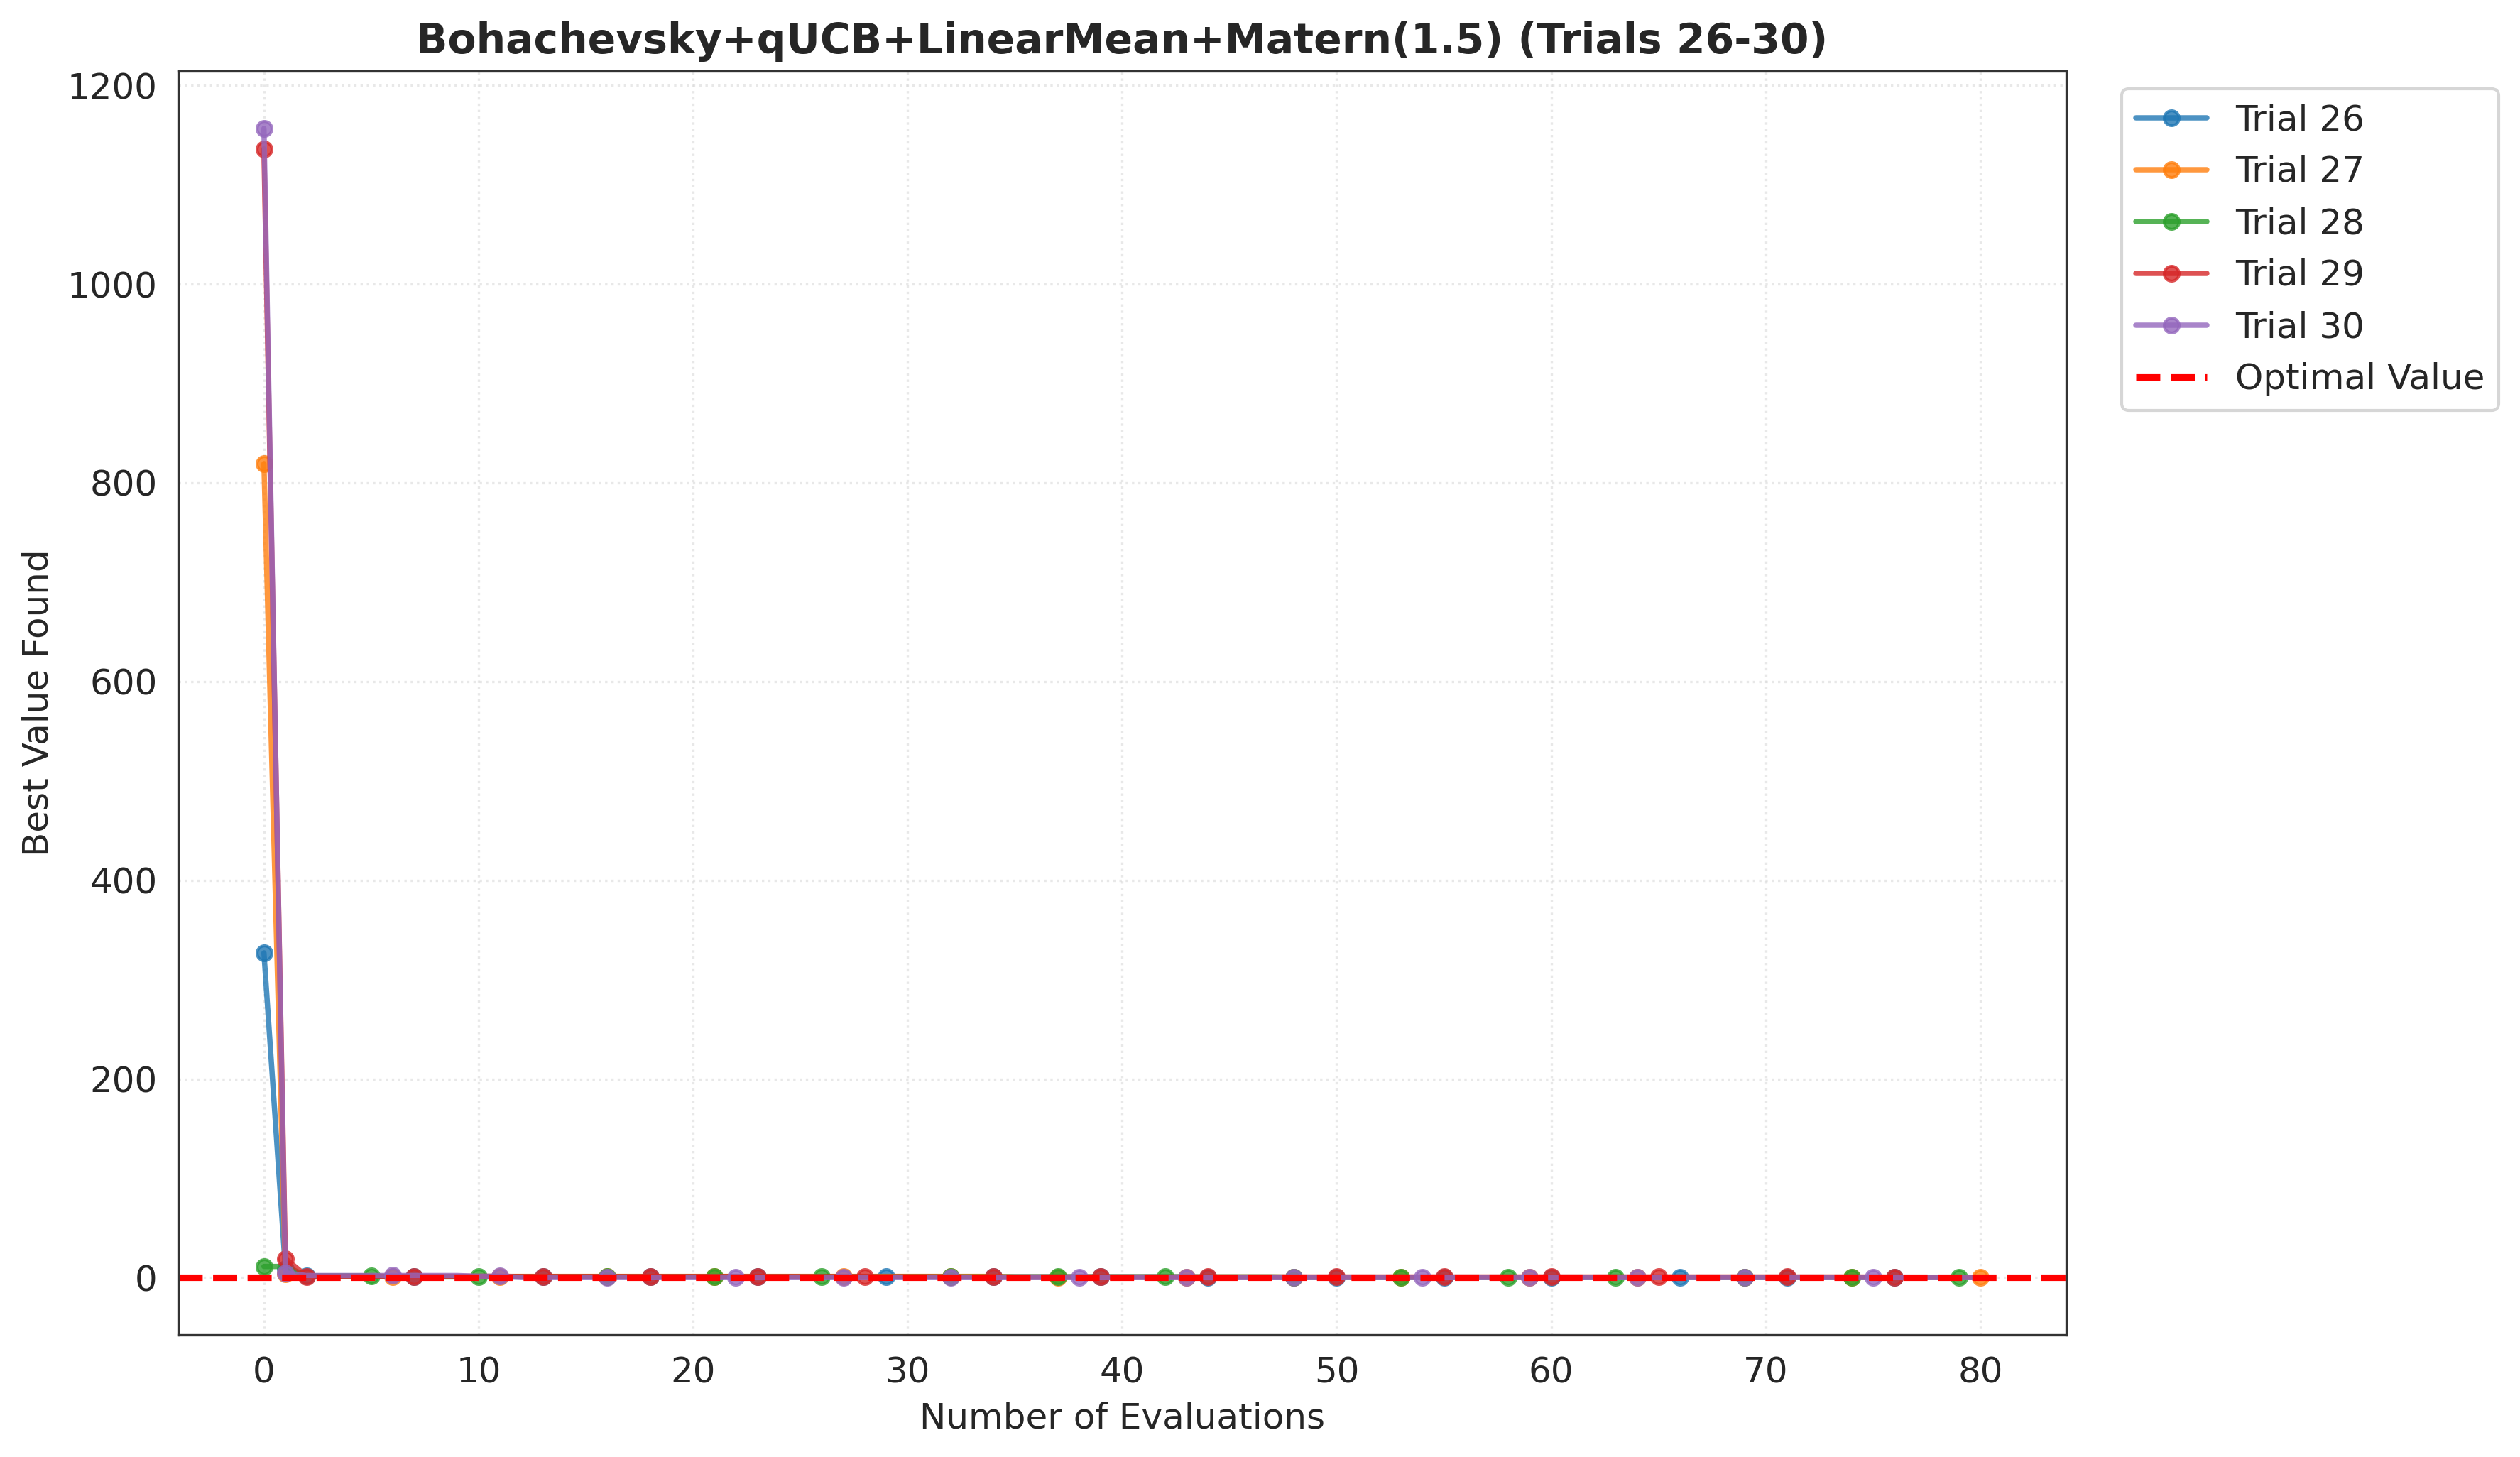 Bohachevsky+qUCB+LinearMean+Matern(1.5) (Trials 26-30)
1200
1000
800
600
400
200
0
Best Value Found
0 10 20 30 40 50 60 70 80
Number of Evaluations
Trial 26
Trial 27
Trial 28
Trial 29
Trial 30
Optimal Value